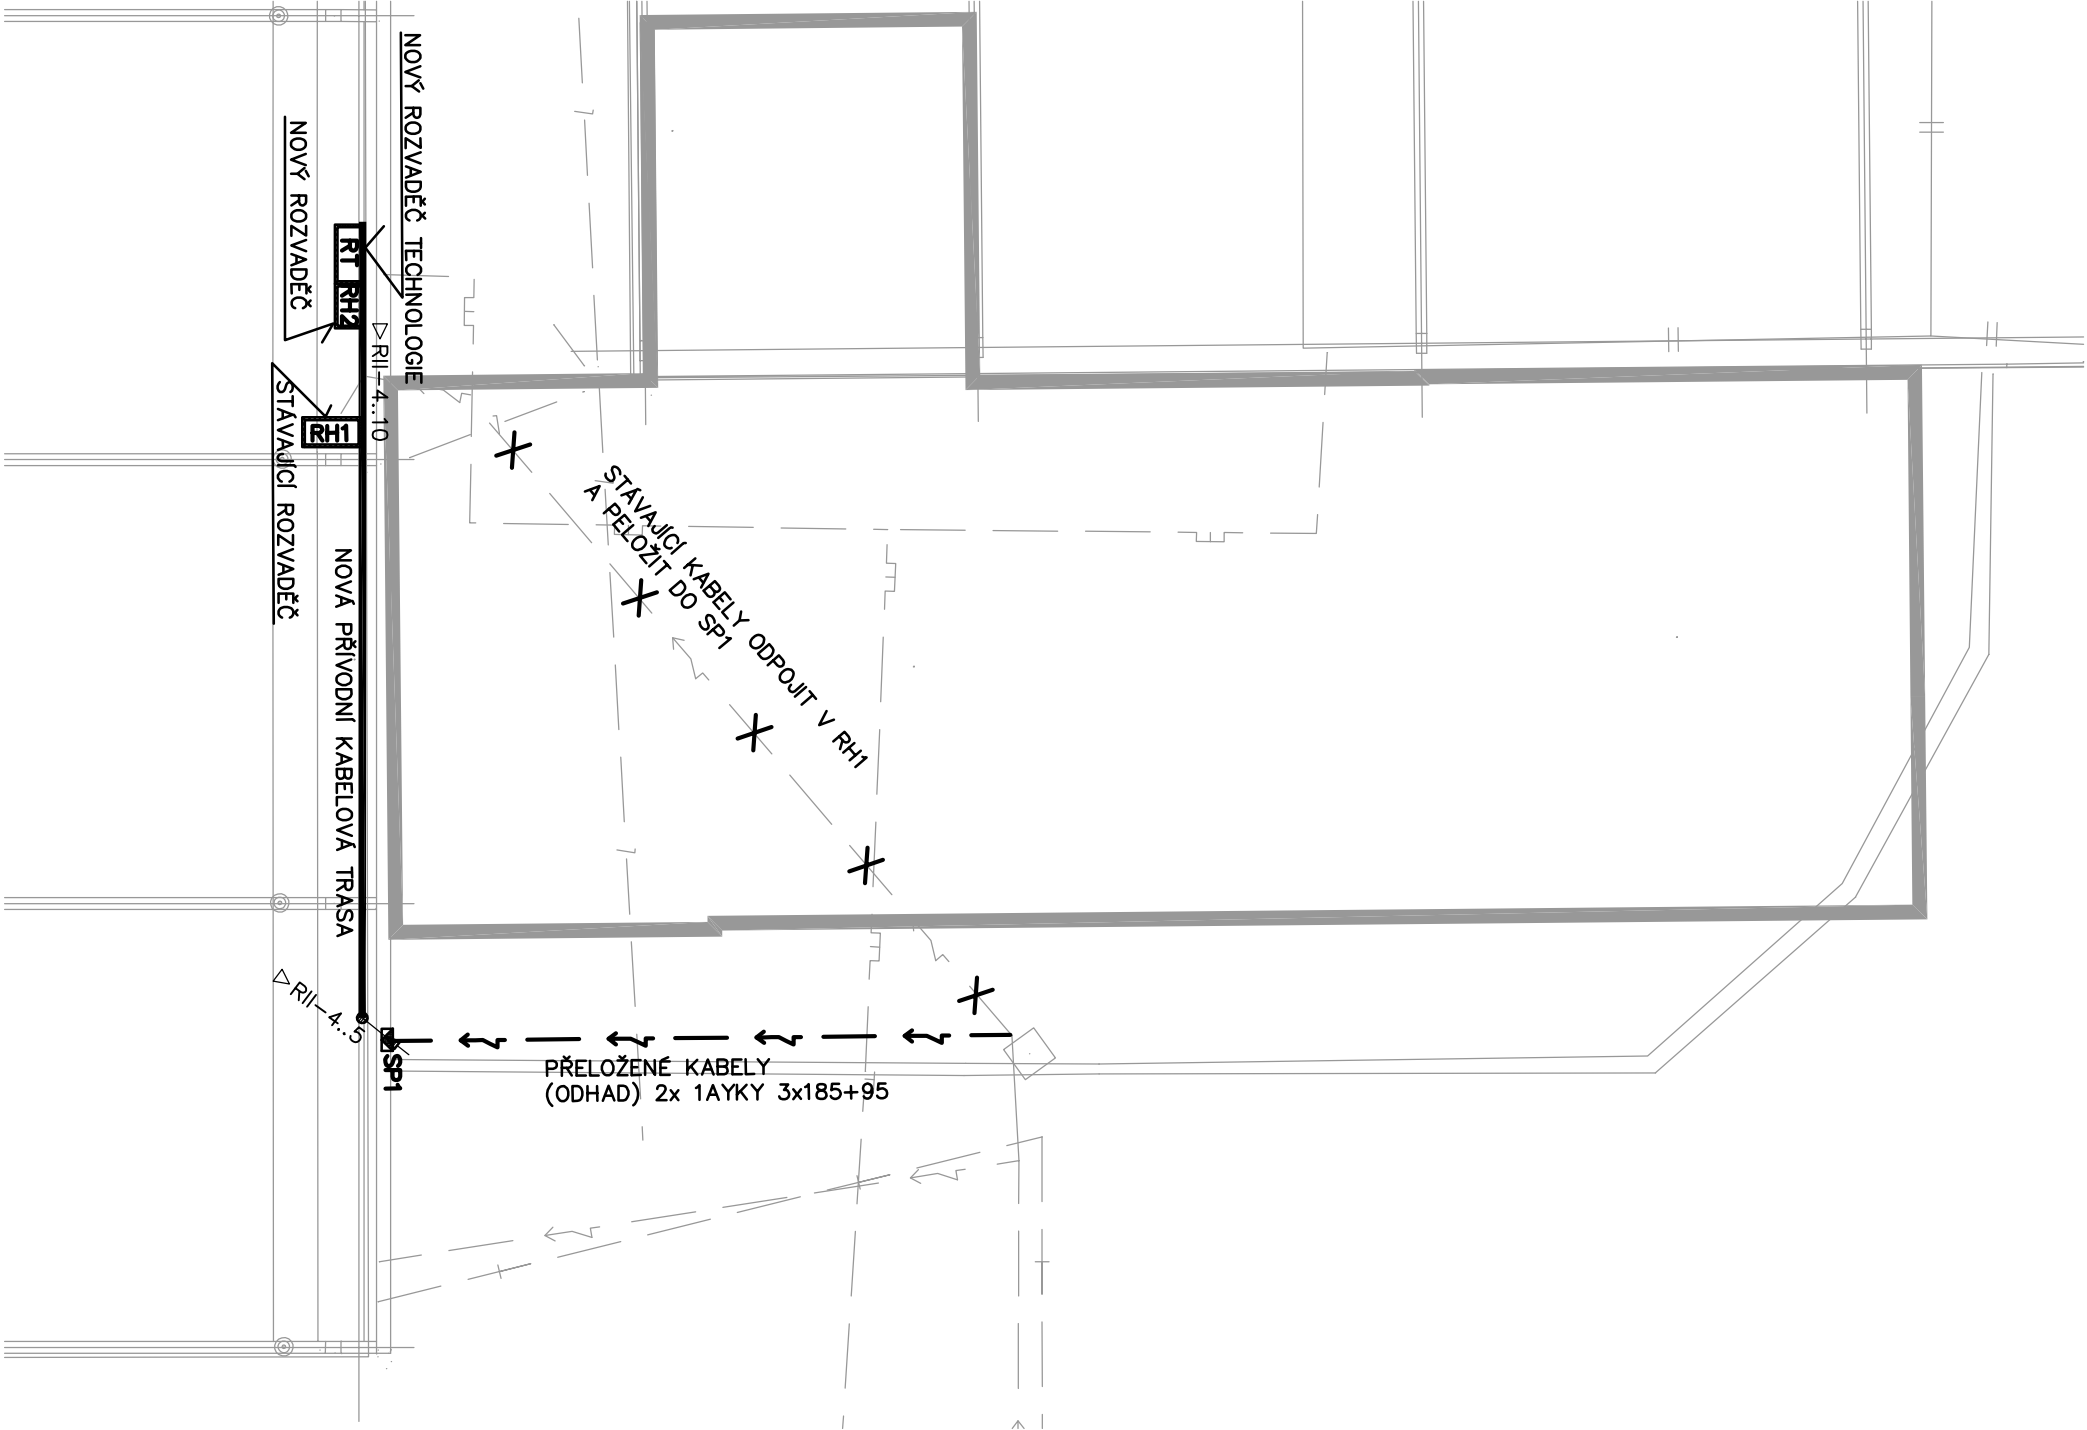 NOVÝ ROZVADĚČ TECHNOLOGIE
NOVÝ ROZVADĚČ
RT
RH2
RII-4..10
STÁVAJÍCÍ ROZVADĚČ
RH1
STÁVAJÍCÍ KABELY ODPOJIT V RH1
A PELOŽIT DO SP1
NOVÁ PŘÍVODNÍ KABELOVÁ TRASA
RII-4..5
SP1
PŘELOŽENÉ KABELY
(ODHAD) 2x 1AYKY 3x185+95